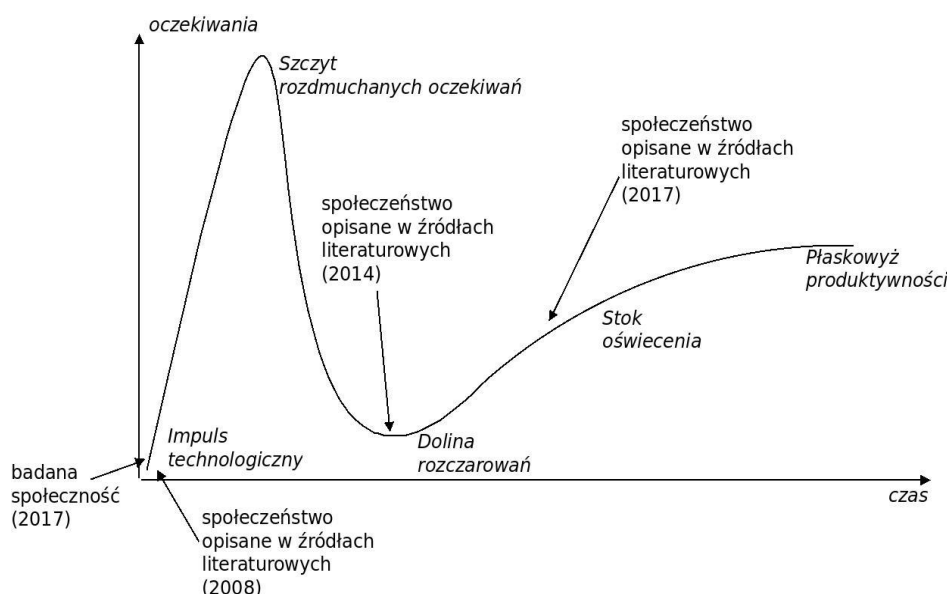 oczekiwania
Szczyt
rozdmuchanych oczekiwań
społeczeństwo
opisane w źródłach
literaturowych
(2017)
społeczeństwo
opisane w źródłach
literaturowych
(2014)
Płaskowyż
produktywności
Stok
oświecenia
Impuls
technologiczny
Dolina
rozczarowań
badana
społeczność
(2017)
czas
społeczeństwo
opisane w źródłach
literaturowych
(2008)